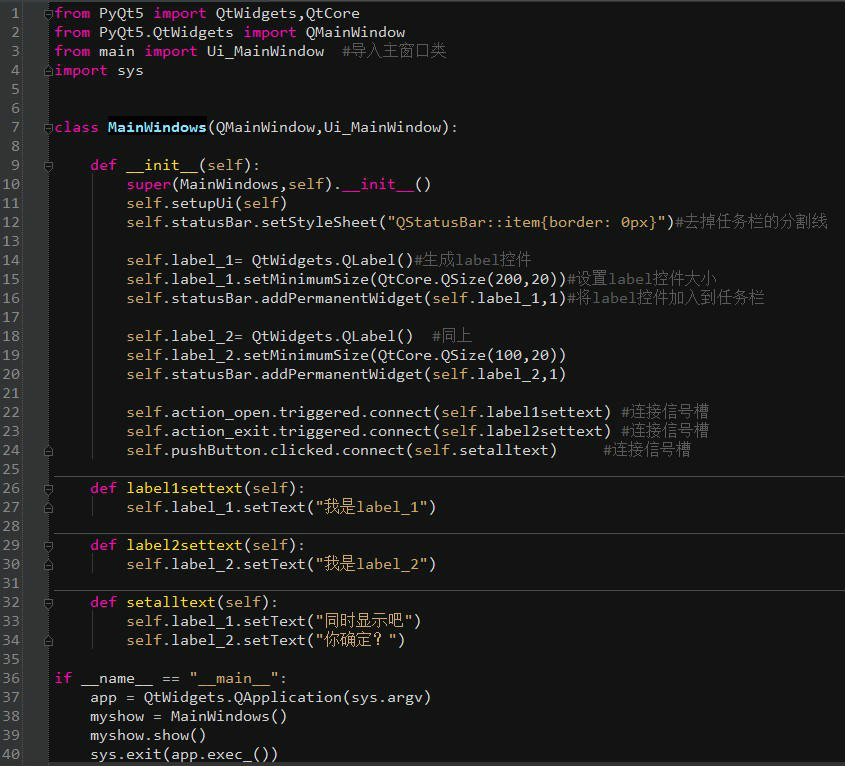 1 from PyQt5 import QtWidgets,QtCore
2 from PyQt5.QtWidgets import QMainWindow
3 from main import Ui_MainWindow  #导入主窗口类
4 import sys
5
6
7 class MainWindows(QMainWindow,Ui_MainWindow):
8
9     def __init__(self):
10         super(MainWindows,self).__init__()
11         self.setupUi(self)
12         self.statusBar.setStyleSheet("QStatusBar::item{border: 0px}")#去掉任务栏的分割线
13
14         self.label_1= QtWidgets.QLabel()#生成label控件
15         self.label_1.setMinimumSize(QtCore.QSize(200,20))#设置label控件大小
16         self.statusBar.addPermanentWidget(self.label_1,1)#将label控件加入到任务栏
17
18         self.label_2= QtWidgets.QLabel()  #同上
19         self.label_2.setMinimumSize(QtCore.QSize(100,20))
20         self.statusBar.addPermanentWidget(self.label_2,1)
21
22         self.action_open.triggered.connect(self.label1settext) #连接信号槽
23         self.action_exit.triggered.connect(self.label2settext) #连接信号槽
24         self.pushButton.clicked.connect(self.setalltext)     #连接信号槽
25
26     def label1settext(self):
27         self.label_1.setText("我是label_1")
28
29     def label2settext(self):
30         self.label_2.setText("我是label_2")
31
32     def setalltext(self):
33         self.label_1.setText("同时显示吧")
34         self.label_2.setText("你确定？")
35
36 if __name__ == "__main__":
37     app = QtWidgets.QApplication(sys.argv)
38     myshow = MainWindows()
39     myshow.show()
40     sys.exit(app.exec_())